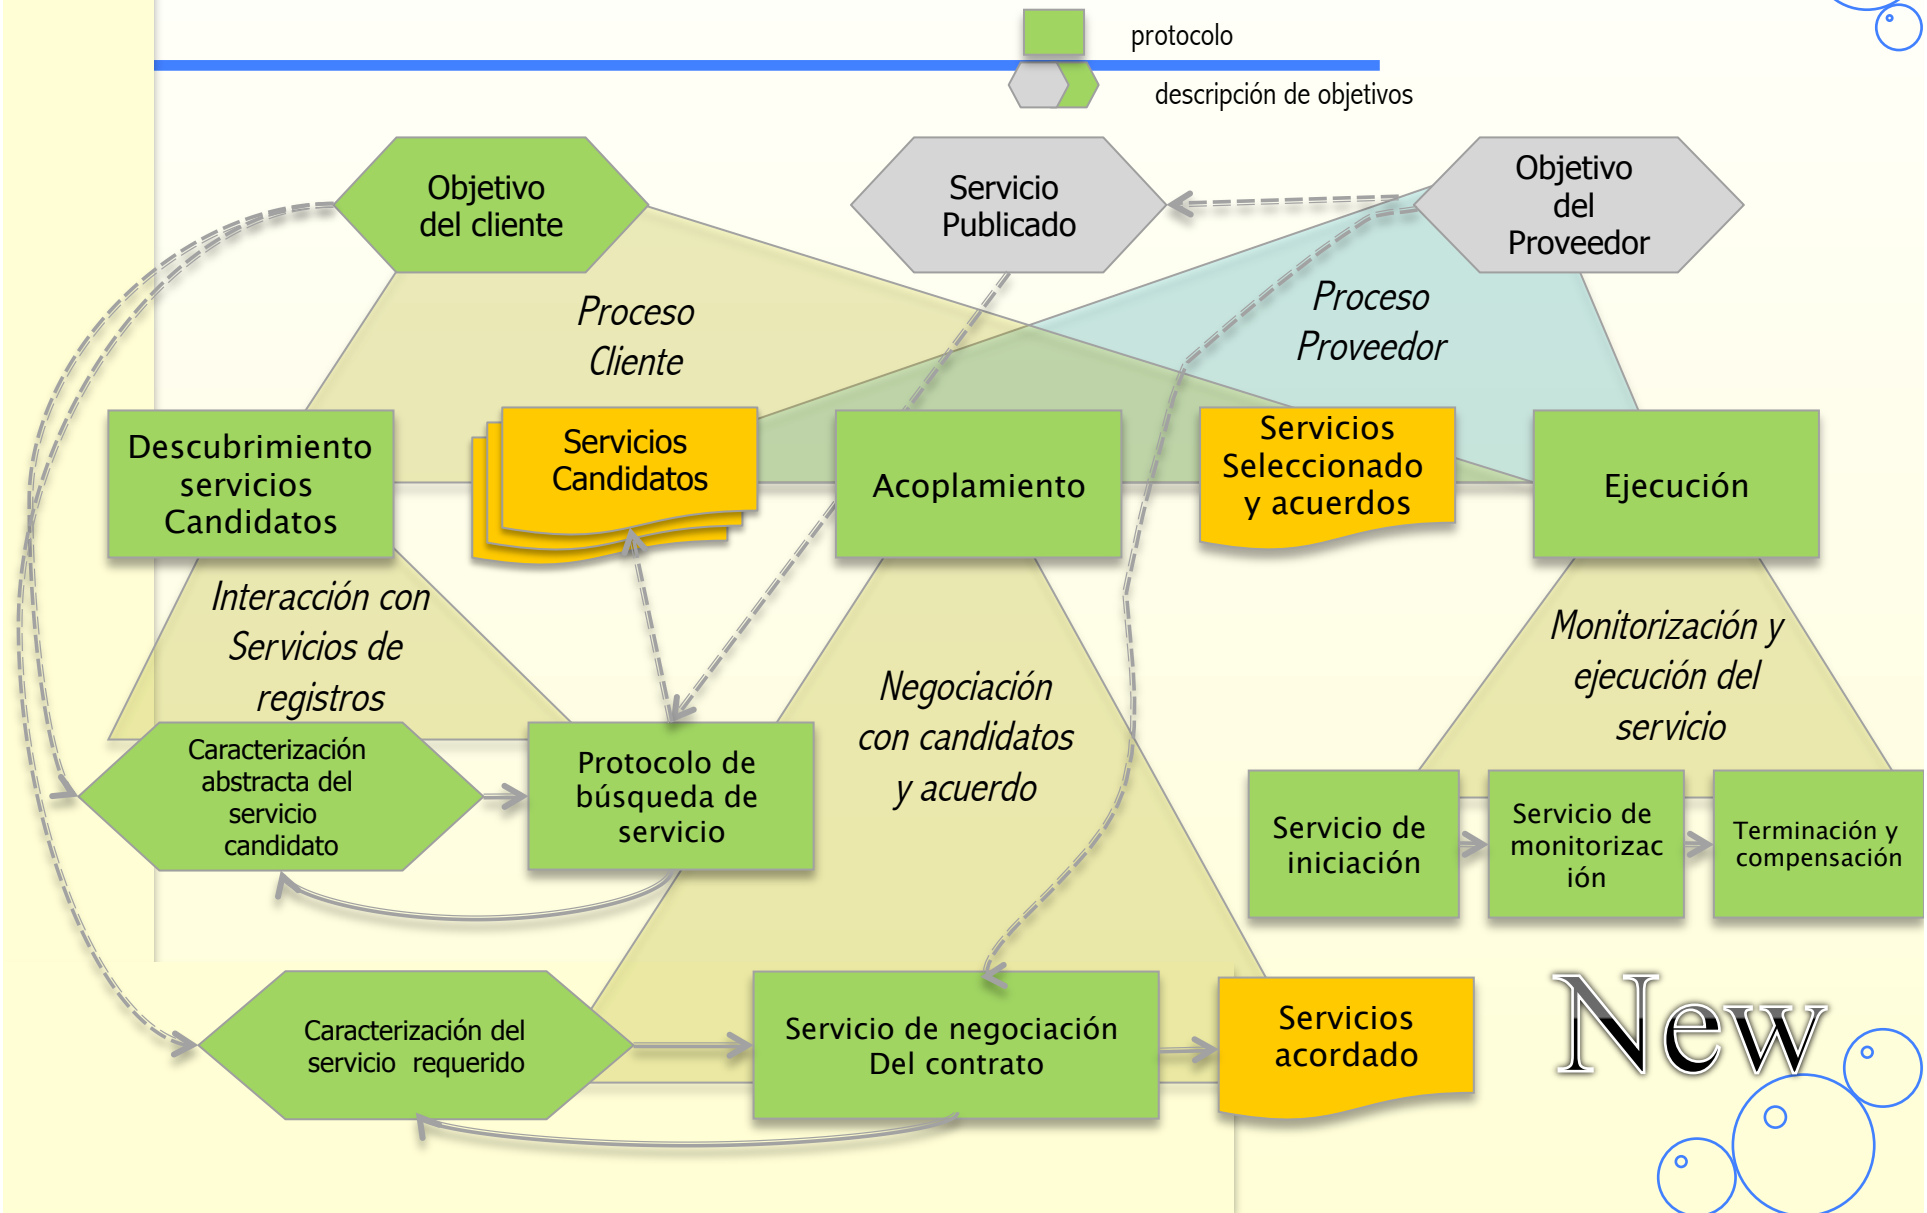 protocolo
descripción de objetivos
Objetivo
del cliente
Servicio
Publicado
Objetivo
del
Proveedor
Proceso
Cliente
Proceso
Proveedor
Descubrimiento
servicios
Candidatos
Servicios
Candidatos
Acoplamiento
Servicios
Seleccionado
y acuerdos
Ejecución
Interacción con
Servicios de
registros
Negociación
con candidatos
y acuerdo
Monitorización y
ejecución del
servicio
Caracterización
abstracta del
servicio
candidato
Protocolo de
búsqueda de
servicio
Servicio de
iniciación
Servicio de
monitorizac
ión
Terminación y
compensación
Caracterización del
servicio  requerido
Servicio de negociación
Del contrato
Servicios
acordado
New